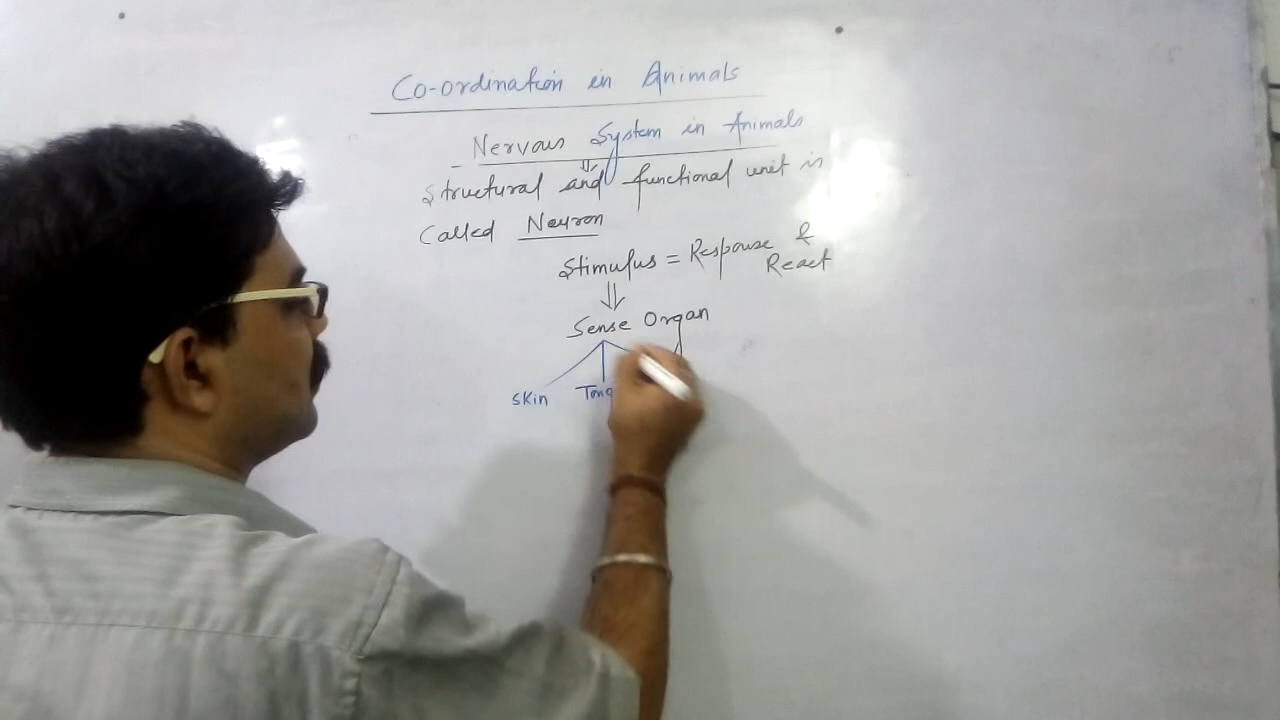 Co-ordination in Animals
- Nervous System in Animals
⇓
Structural and functional unit is
Called Neuron
Stimulus = Response &
React
⇓
Sense Organ
Skin Tong